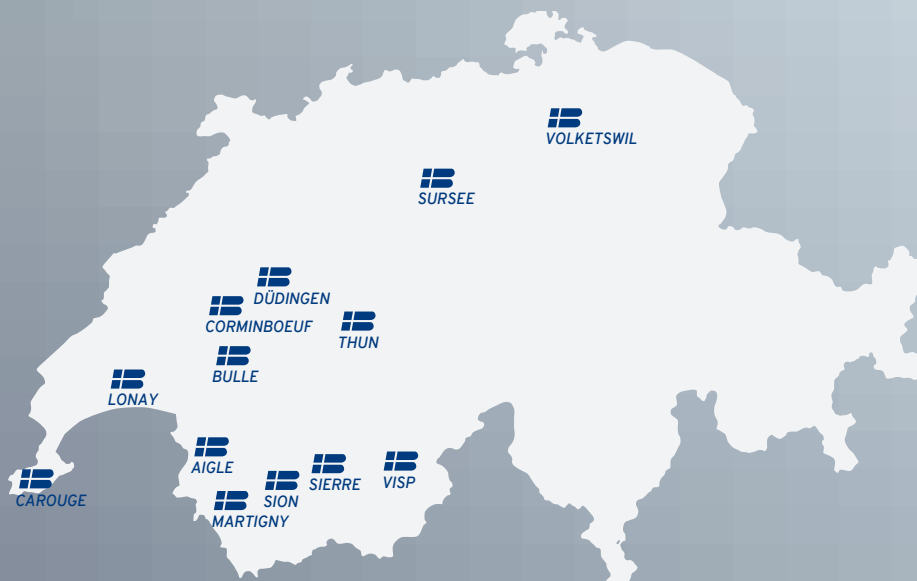 VOLKETSWIL
SURSEE
DÜDINGEN
CORMINBOEUF
THUN
BULLE
LONAY
AIGLE
SIERRE
VISP
SION
CAROUGE
MARTIGNY